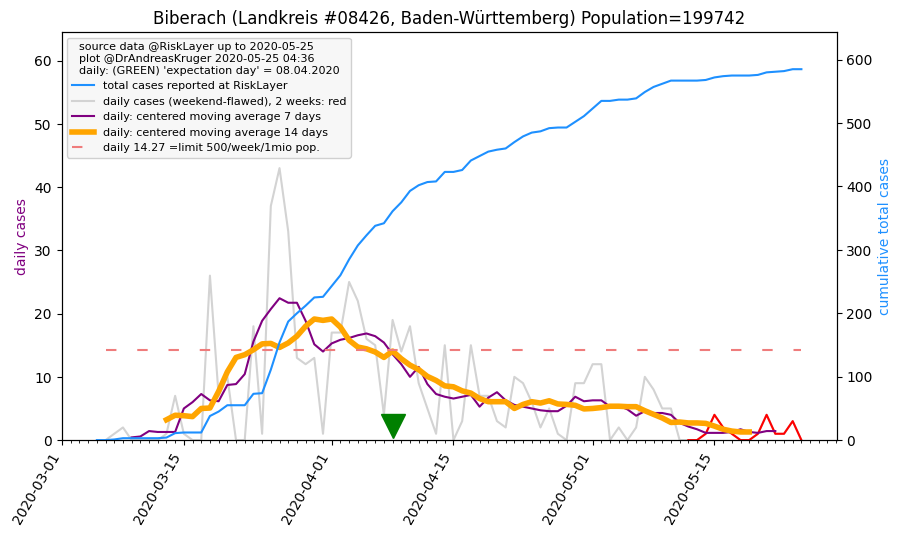 Biberach (Landkreis #08426, Baden-Württemberg) Population=199742
source data @RiskLayer up to 2020-05-25
plot @DrAndreasKruger 2020-05-25 04:36
daily: (GREEN) 'expectation day' = 08.04.2020
total cases reported at RiskLayer
daily cases (weekend-flawed), 2 weeks: red
daily: centered moving average 7 days
daily: centered moving average 14 days
daily 14.27 =limit 500/week/1mio pop.
daily cases
60
50
40
30
20
10
0
600
500
400
300
200
100
0
cumulative total cases
2020-03-01
2020-03-15
2020-04-01
2020-04-15
2020-05-01
2020-05-15